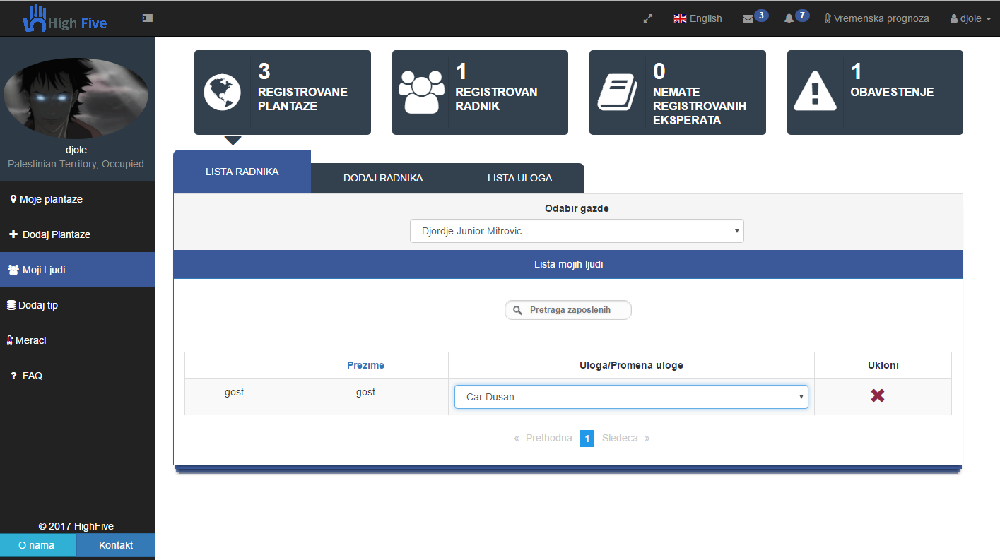 High Five
English
3
7
Vremenska prognoza
djole
djole
Palestinian Territory, Occupied
Moje plantaze
Dodaj Plantaze
Moji Ljudi
Dodaj tip
Meraci
? FAQ
© 2017 HighFive
O nama
Kontakt
3
REGISTROVANE
PLANTAZE
1
REGISTROVAN
RADNIK
0
NEMATE
REGISTROVANIH
EKSPERATA
1
OBAVESTENJE
LISTA RADNIKA
DODAJ RADNIKA
LISTA ULOGA
Odabir gazde
Djordje Junior Mitrovic
Lista mojih ljudi
Pretraga zaposlenih
Prezime
Uloga/Promena uloge
Ukloni
gost
gost
Car Dusan
« Prethodna 1 Sledeca »